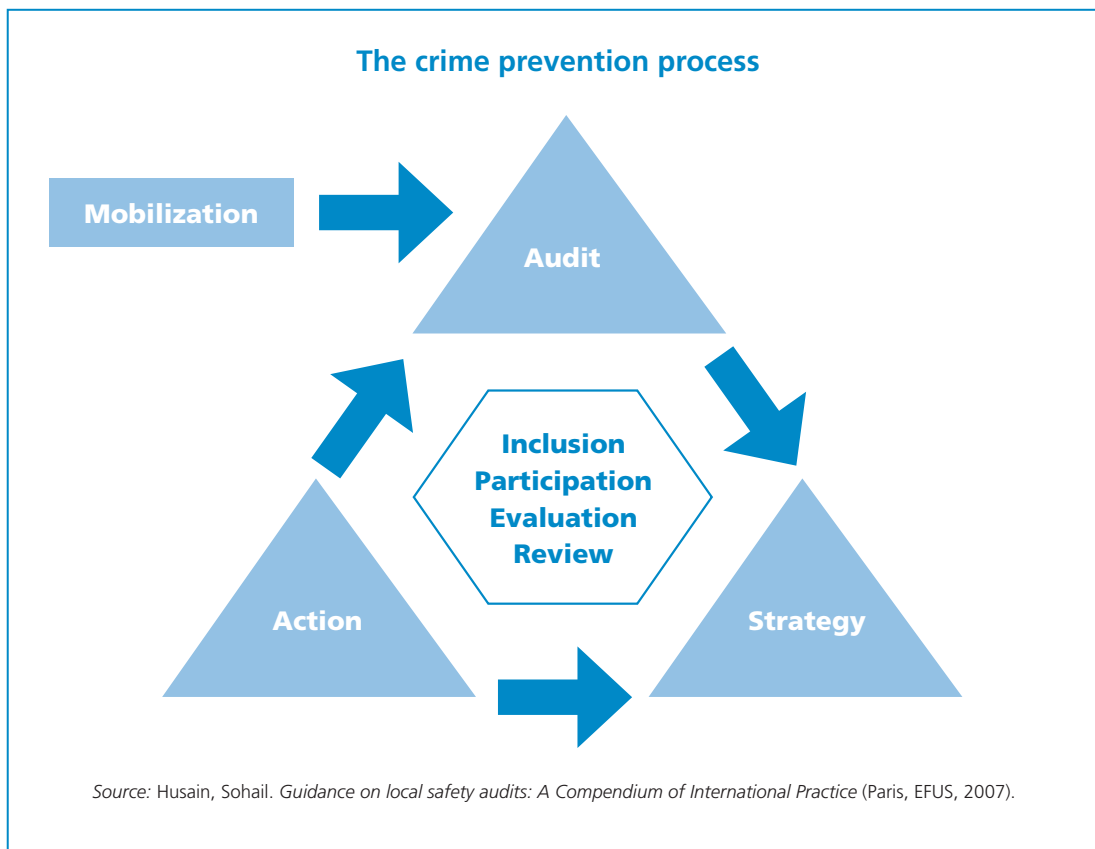 The crime prevention process
Mobilization
Audit
Inclusion
Participation
Evaluation
Review
Action
Strategy
Source: Husain, Sohail. Guidance on local safety audits: A Compendium of International Practice (Paris, EFUS, 2007).